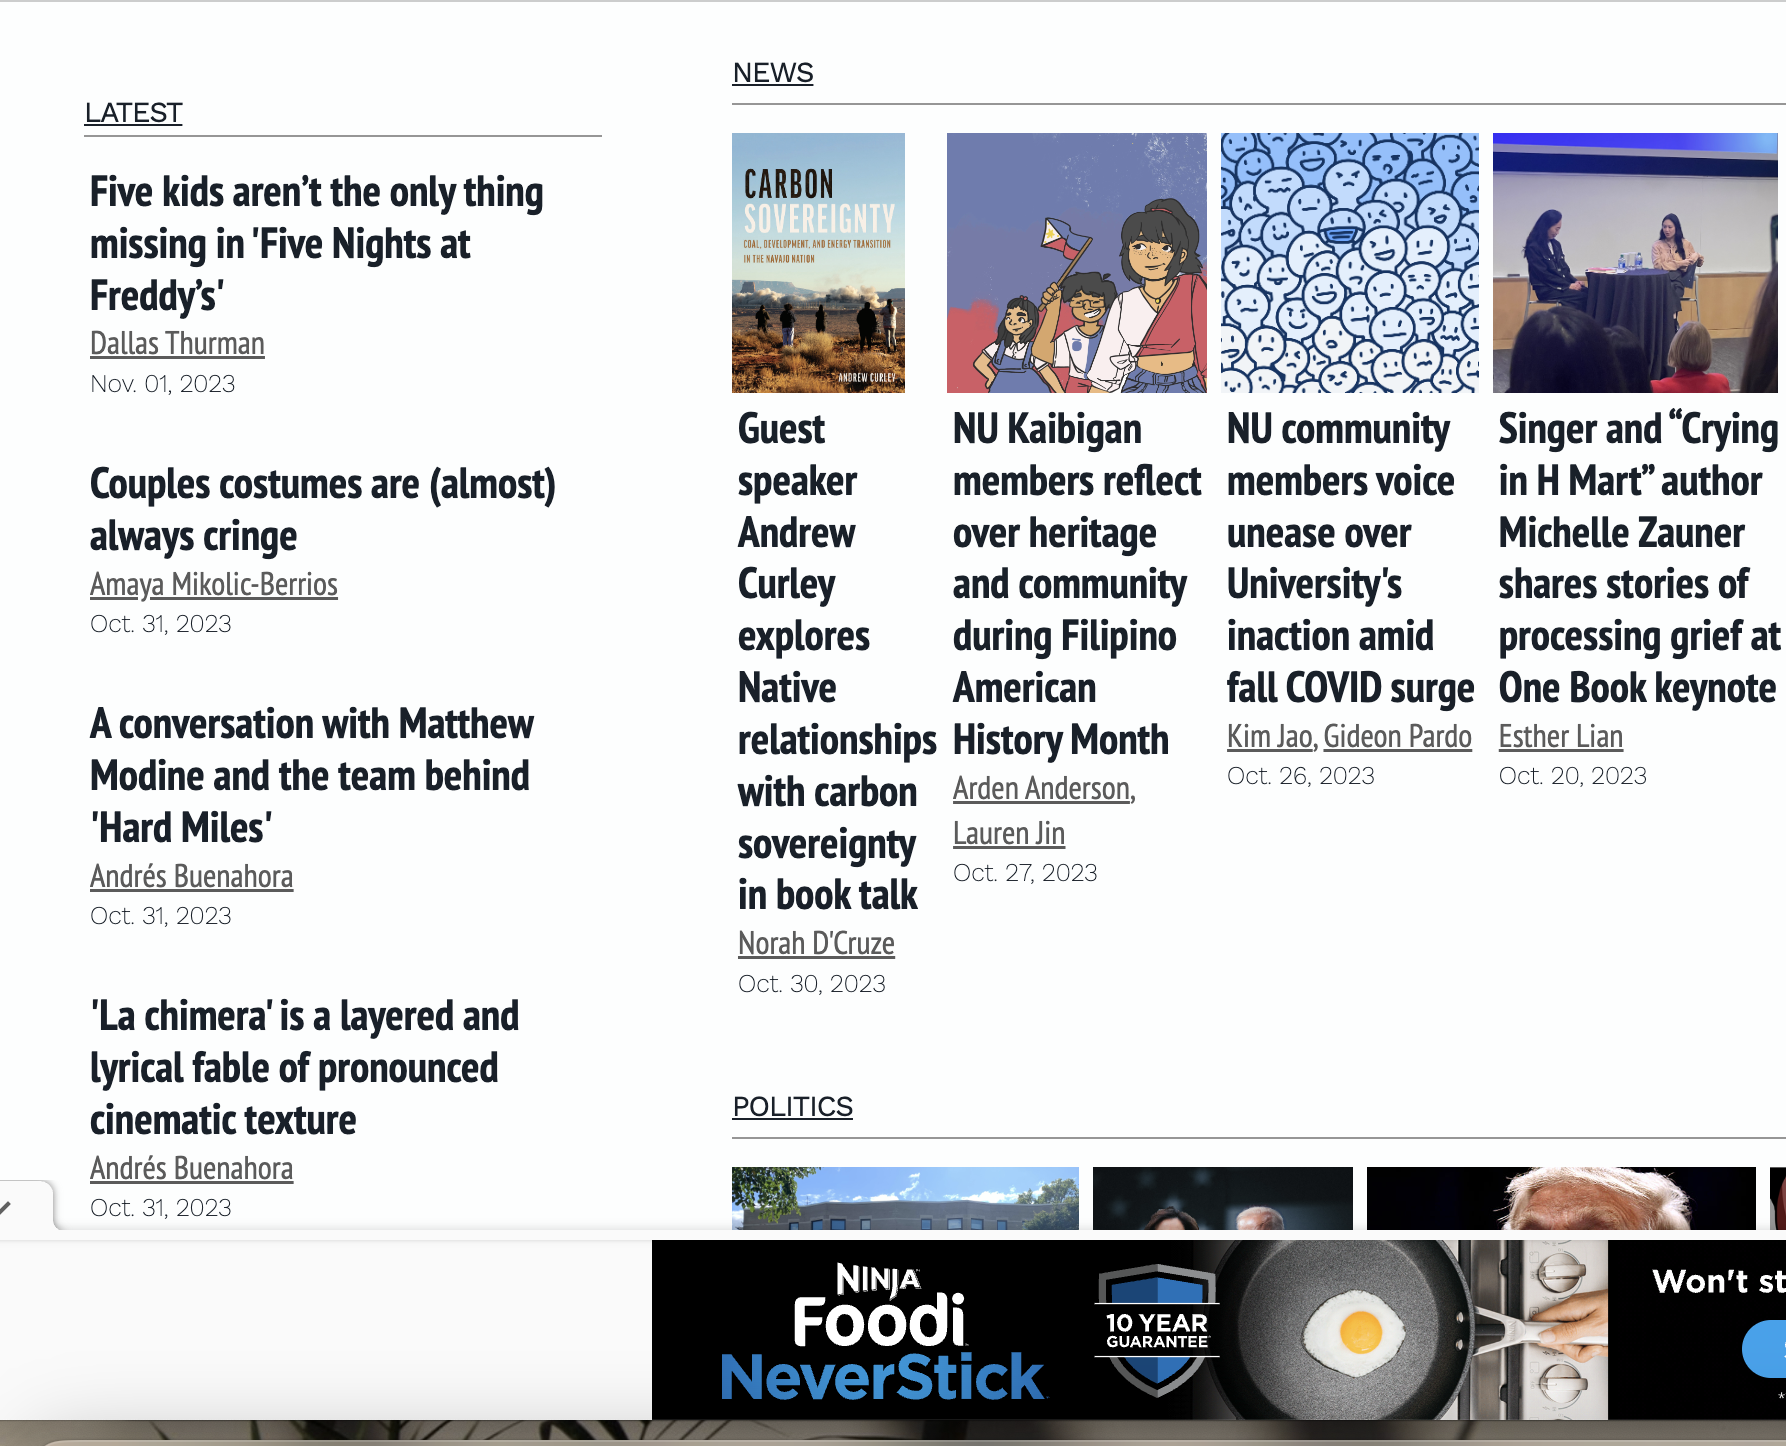 LATEST
Five kids aren’t the only thing
missing in 'Five Nights at
Freddy’s'
Dallas Thurman
Nov. 01, 2023
Couples costumes are (almost)
always cringe
Amaya Mikolic-Berrios
Oct. 31, 2023
A conversation with Matthew
Modine and the team behind
'Hard Miles'
Andrés Buenahora
Oct. 31, 2023
'La chimera' is a layered and
lyrical fable of pronounced
cinematic texture
Andrés Buenahora
Oct. 31, 2023
NEWS
CARBON
SOVEREIGNTY
COAL, DEVELOPMENT, AND ENERGY TRANSITION
IN THE NAVAJO NATION
ANDREW CURLEY
Guest
speaker
Andrew
Curley
explores
Native
relationships
with carbon
sovereignty
in book talk
Norah D'Cruze
Oct. 30, 2023
NU Kaibigan
members reflect
over heritage
and community
during Filipino
American
History Month
Arden Anderson,
Lauren Jin
Oct. 27, 2023
NU community
members voice
unease over
University's
inaction amid
fall COVID surge
Kim Jao, Gideon Pardo
Oct. 26, 2023
Singer and “Crying
in H Mart” author
Michelle Zauner
shares stories of
processing grief at
One Book keynote
Esther Lian
Oct. 20, 2023
POLITICS
NINJA
Foodi
NeverStick
10 YEAR
GUARANTEE
Won't st